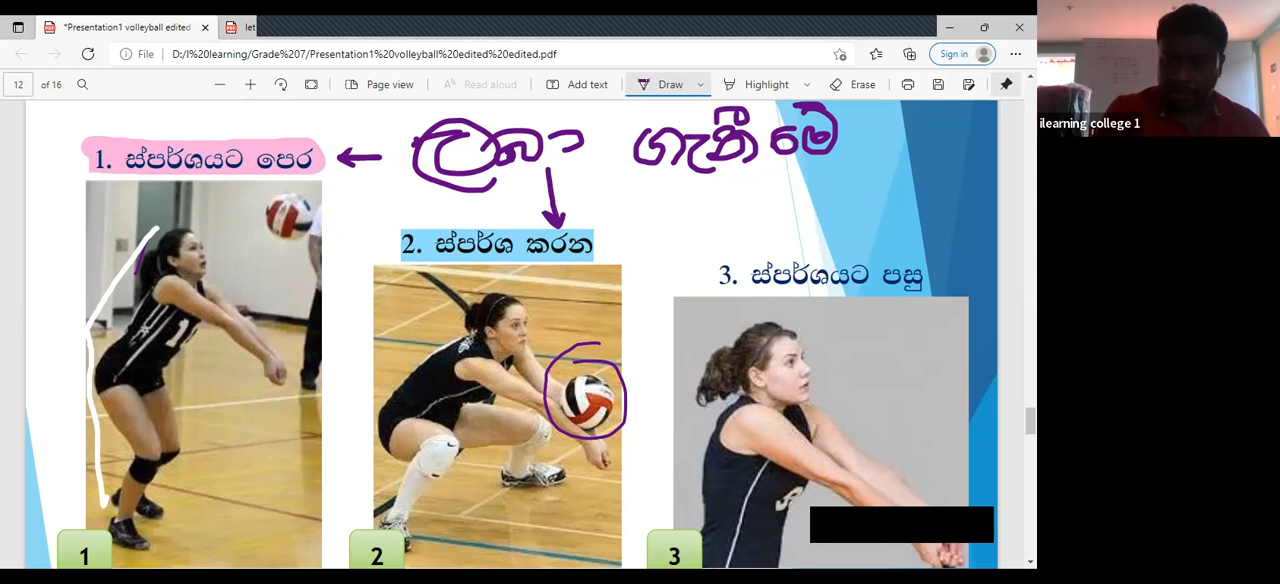 *Presentation1 volleyball edited
let
File
D:/I%20learning/Grade%207/Presentation1%20volleyball%20edited%20edited.pdf
Sign in
12 of 16
Page view
Read aloud
Add text
Draw
Highlight
Erase
ilearning college 1
ලබා ගැනීමේ
1. ස්පර්ශයට පෙර
2. ස්පර්ශ කරන
3. ස්පර්ශයට පසු
1
2
3